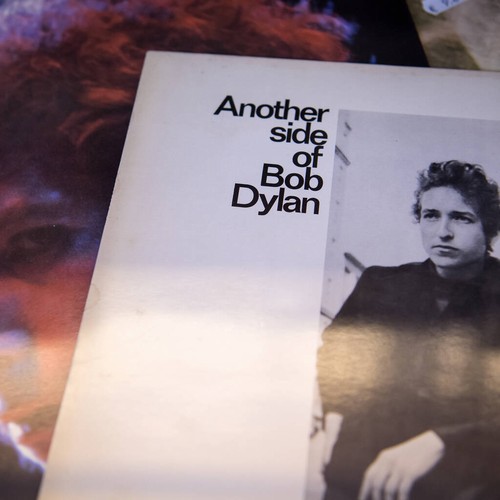 Another
side
of
Bob
Dylan